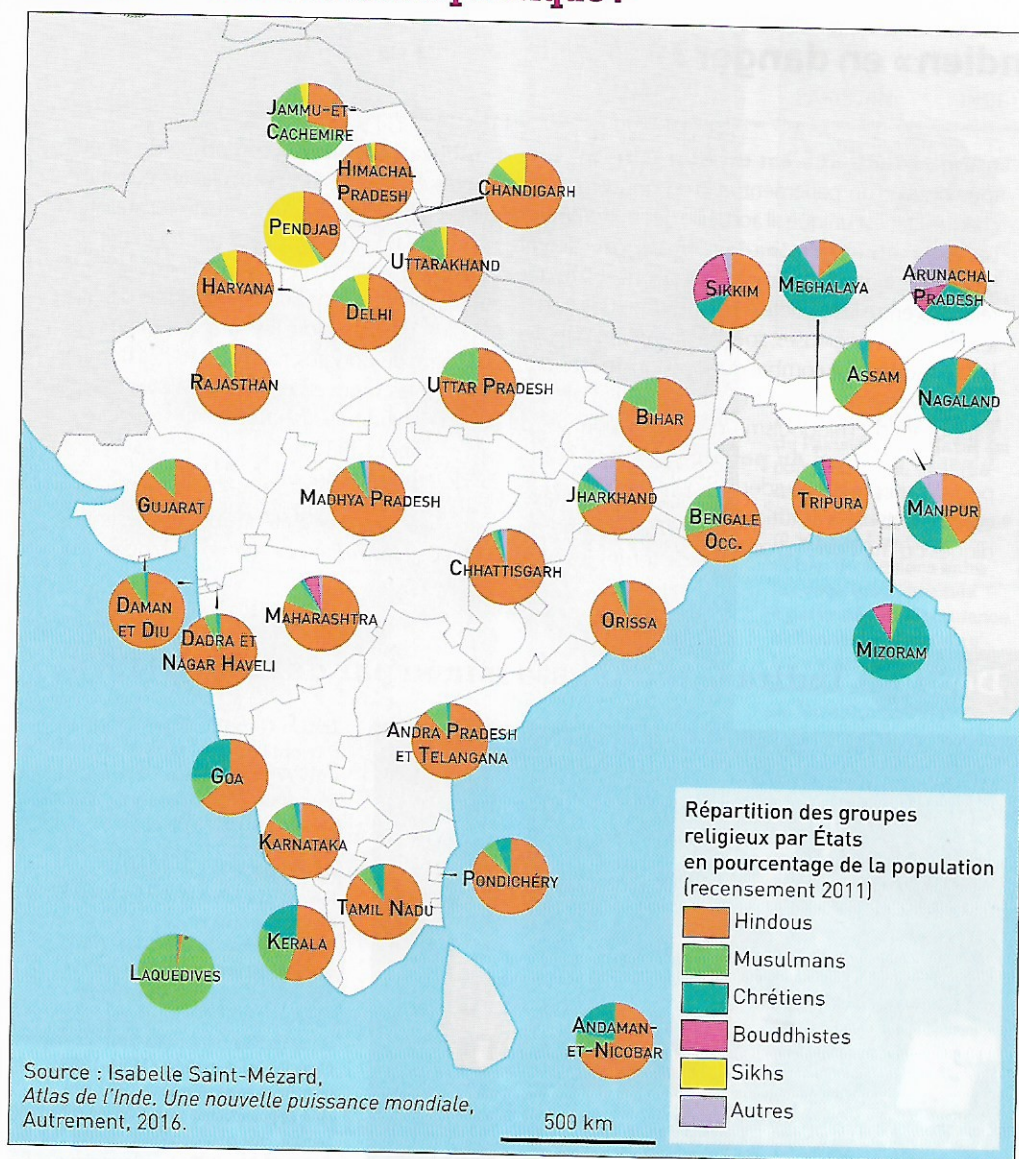 ndien» en danger
JAMMU-ET-
CACHEMIRE
HIMACHAL
PRADESH
CHANDIGARH
PENDJAB
UTTARAKHAND
HARYANA
DELHI
SIKKIM
MEGHALAYA
ARUNACHAL
PRADESH
RAJASTHAN
UTTAR PRADESH
BIHAR
ASSAM
NAGALAND
GUJARAT
MADHYA PRADESH
JHARKHAND
BENGALE
OCC.
TRIPURA
MANIPUR
CHHATTISGARH
DAMAN
ET DIU
DADRA ET
NAGAR HAVELI
MAHARASHTRA
ORISSA
MIZORAM
ANDRA PRADESH
ET TELANGANA
GOA
KARNATAKA
TAMIL NADU
PONDICHÉRY
KERALA
LAQUEDIVES
ANDAMAN-
ET-NICOBAR
Répartition des groupes
religieux par États
en pourcentage de la population
(recensement 2011)
Hindous
Musulmans
Chrétiens
Bouddhistes
Sikhs
Autres
Source : Isabelle Saint-Mézard,
Atlas de l'Inde. Une nouvelle puissance mondiale,
Autrement, 2016.
500 km